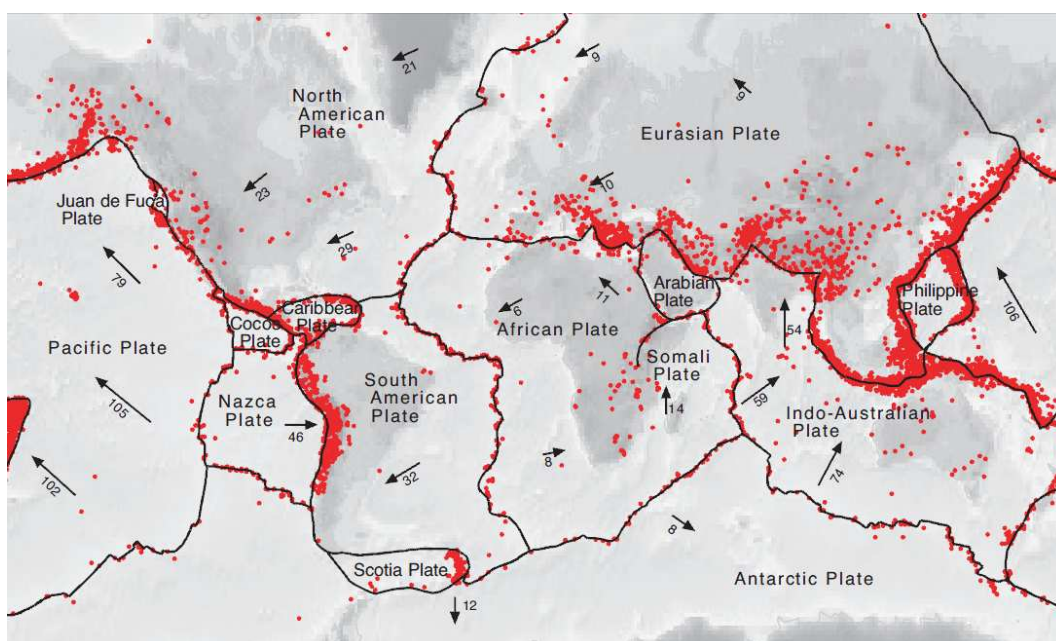 21
9
9
North
American
Plate
Eurasian Plate
23
10
Juan de Fuca
Plate
29
79
11
Arabian
Plate
Philippine
Plate
Caribbean
Plate
Cocos
Plate
6
African Plate
54
106
Pacific Plate
Somali
Plate
South
American
Plate
105
Nazca
Plate
46
14
59
Indo-Australian
Plate
8
32
74
102
8
Scotia Plate
Antarctic Plate
12